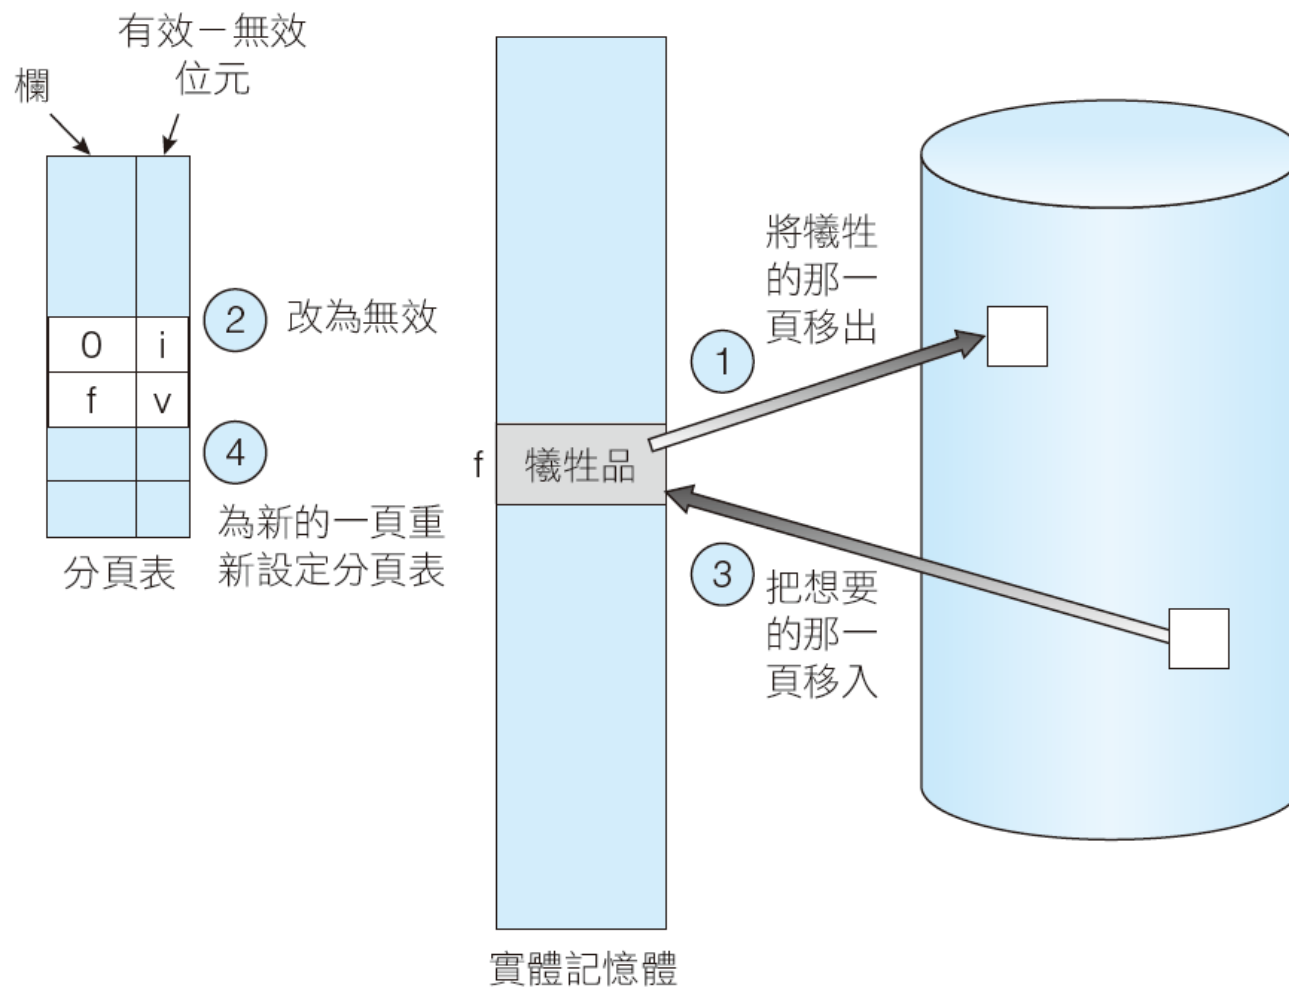 有效－無效
位元
欄
0 i
f v
② 改為無效
④
為新的一頁重
新設定分頁表
分頁表
f
犧牲品
實體記憶體
將犧牲
的那一
頁移出
①
③
把想要
的那一
頁移入